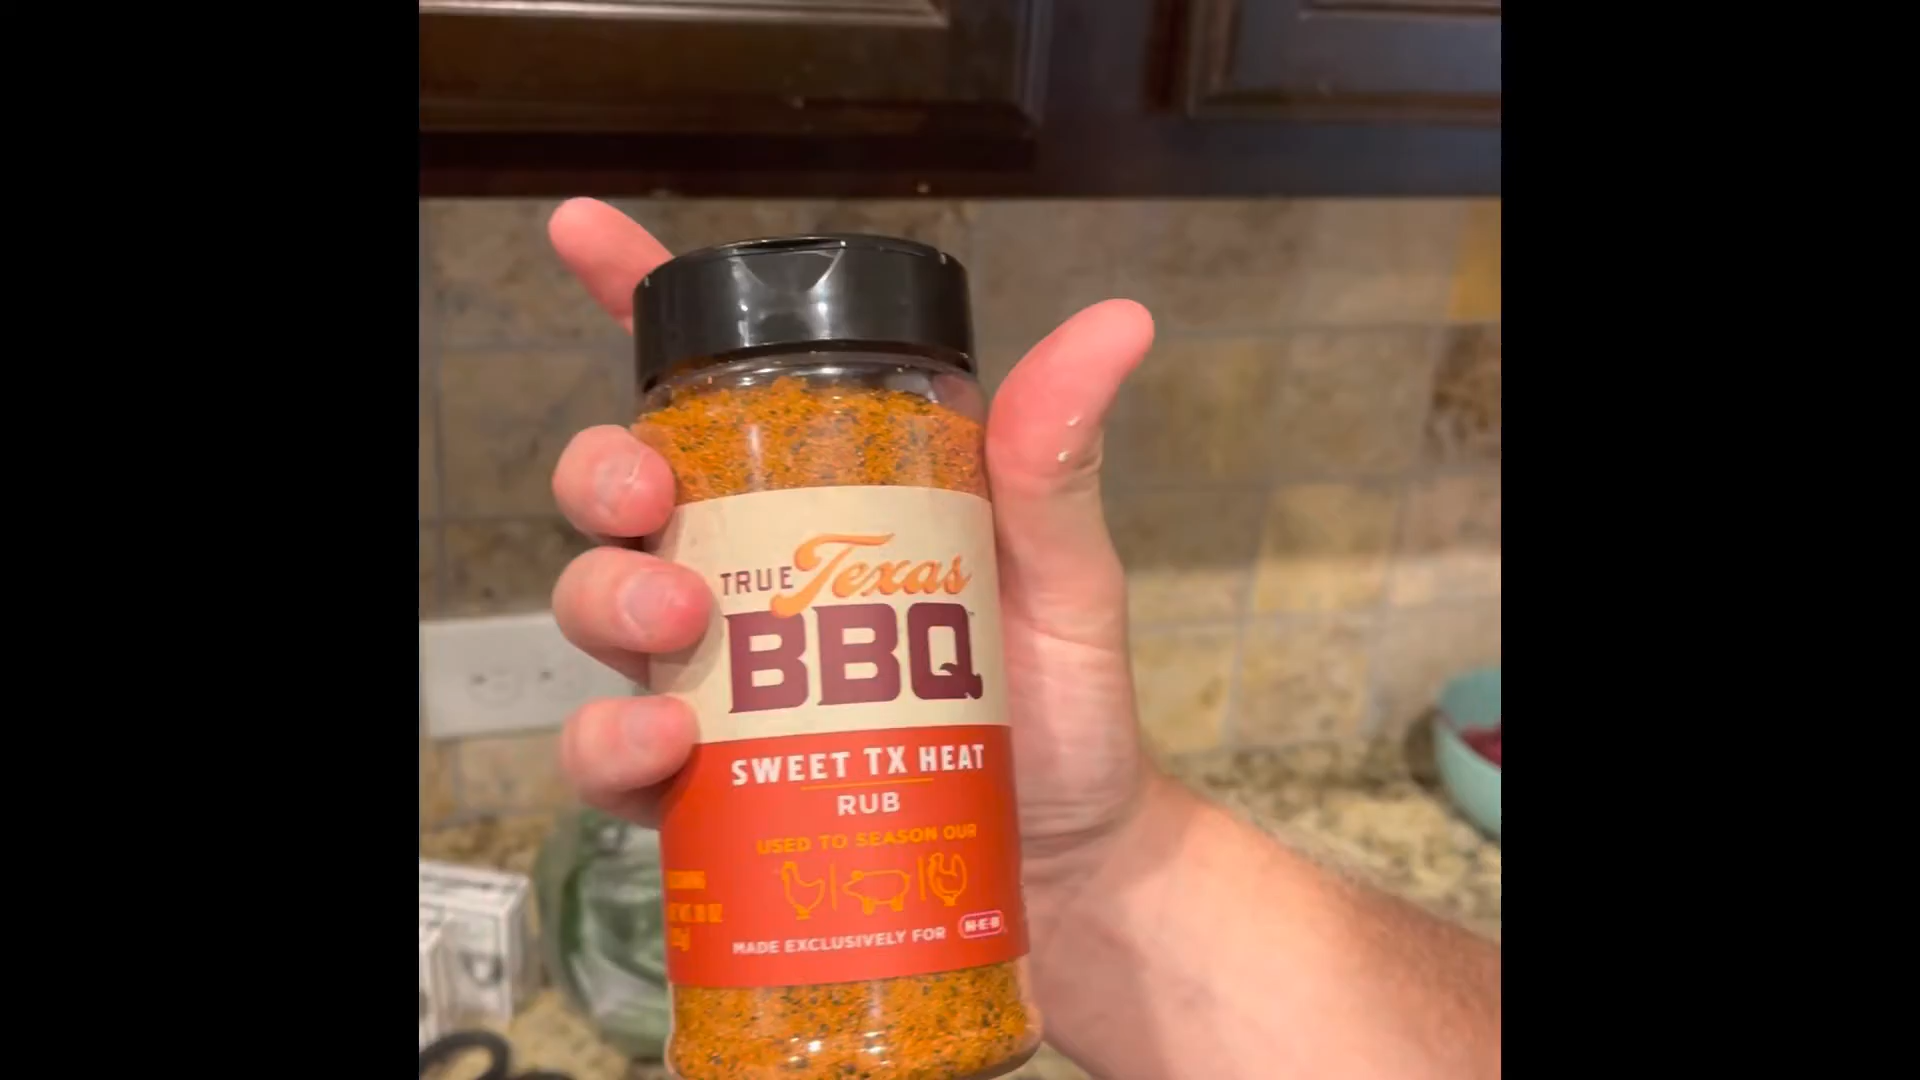 TRUE Texas
BBQ
SWEET TX HEAT
RUB
USED TO SEASON OUR
MADE EXCLUSIVELY FOR H-E-B